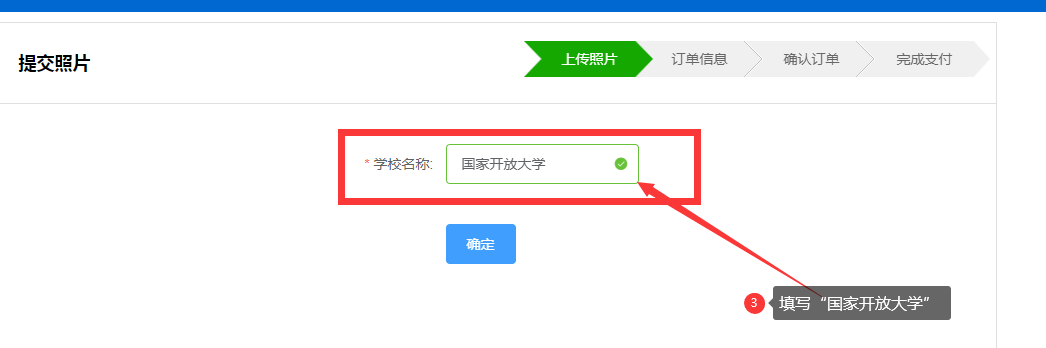 提交照片
上传照片
订单信息
确认订单
完成支付
* 学校名称:
国家开放大学
确定
3
填写“国家开放大学”